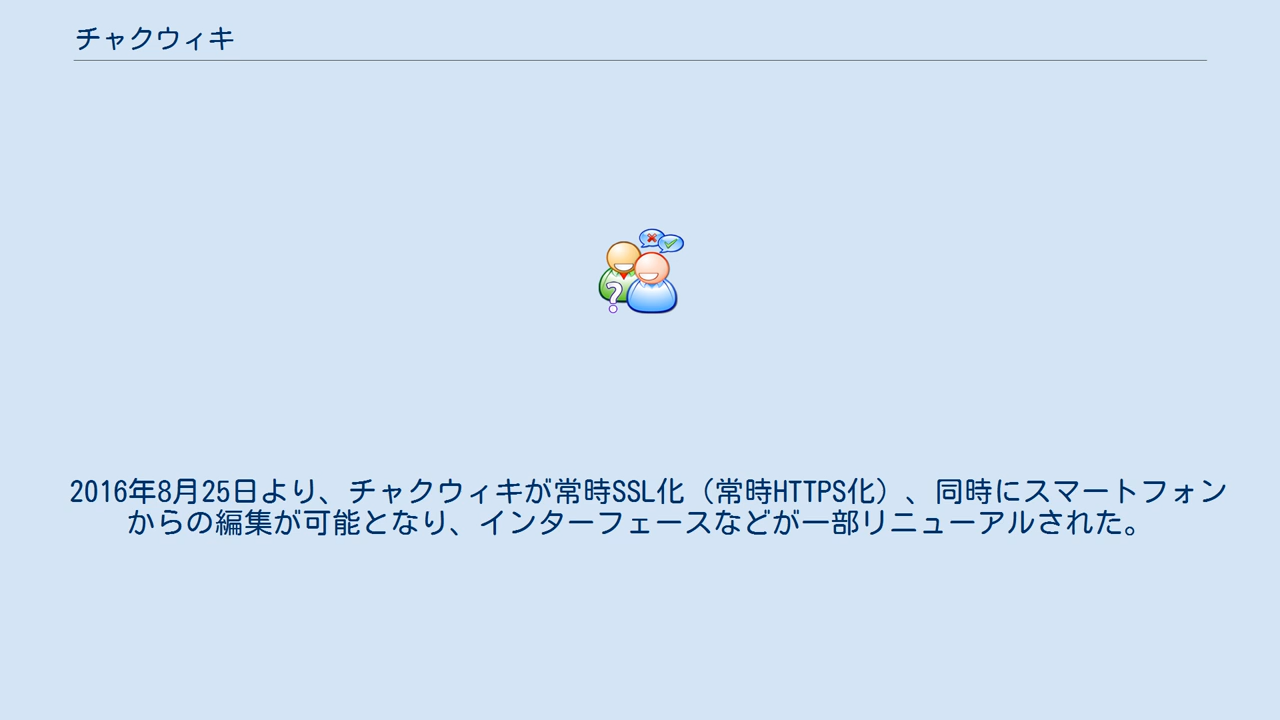 チャクウィキ
2016年8月25日より、チャクウィキが常時SSL化（常時HTTPS化）、同時にスマートフォン
からの編集が可能となり、インターフェースなどが一部リニューアルされた。